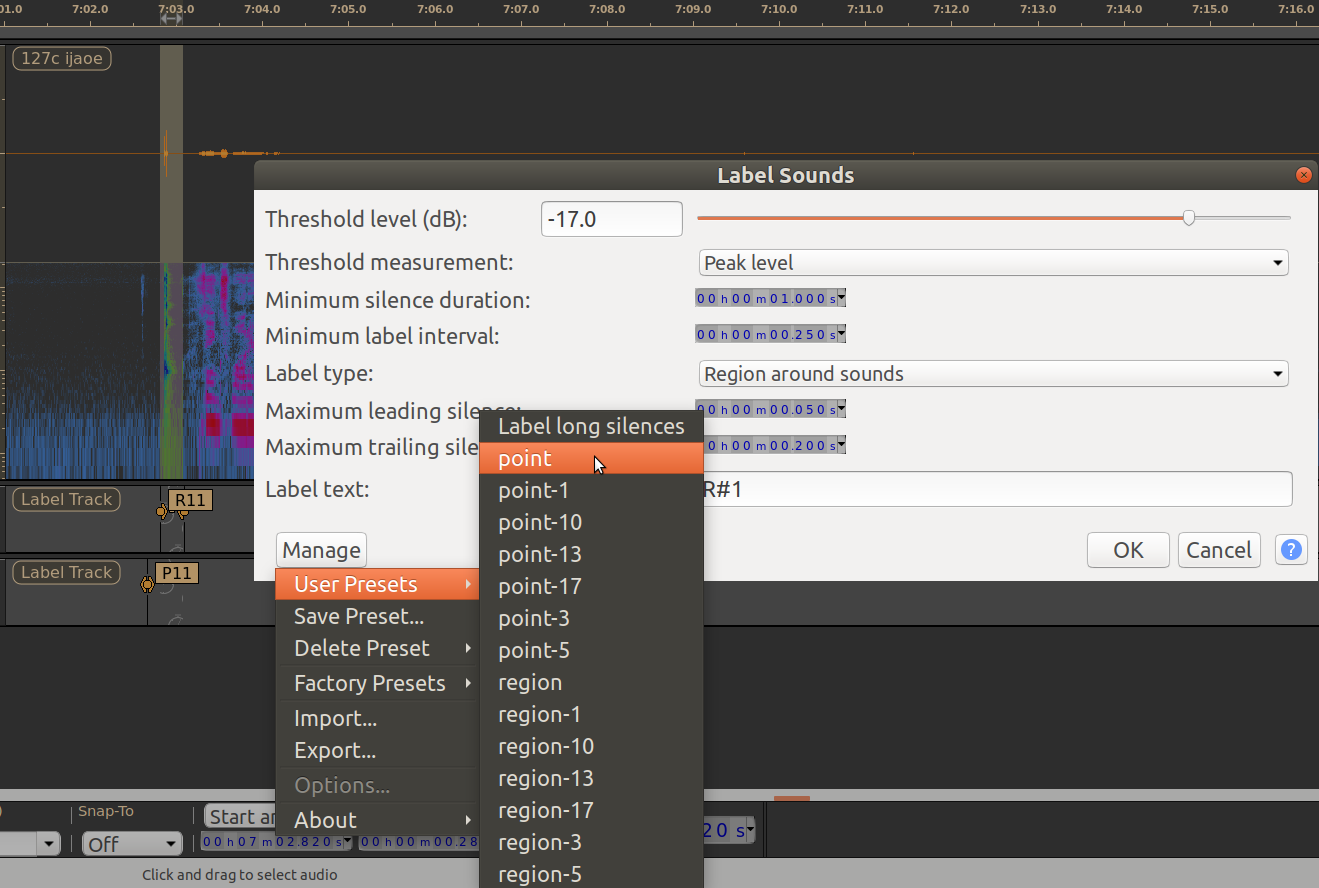 01.0 7:02.0 7:03.0 7:04.0 7:05.0 7:06.0 7:07.0 7:08.0 7:09.0 7:10.0 7:11.0 7:12.0 7:13.0 7:14.0 7:15.0 7:16.0
127c ijaoe
Label Sounds
Threshold level (dB): -17.0
Threshold measurement: Peak level
Minimum silence duration: 00 h 00 m 01.000 s
Minimum label interval: 00 h 00 m 00.250 s
Label type: Region around sounds
Maximum leading silence: 00 h 00 m 00.050 s
Maximum trailing sile 0 h 00 m 00.200 s
Label text: R#1
Manage
OK Cancel ?
Label Track R11
Label Track P11
User Presets
Save Preset...
Delete Preset
Factory Presets
Import...
Export...
Options...
About
Label long silences
point
point-1
point-10
point-13
point-17
point-3
point-5
region
region-1
region-10
region-13
region-17
region-3
region-5
Snap-To
Off
Start an
00 h 07 m 02.820 s 00 h 00 m 00.28
20 s
Click and drag to select audio